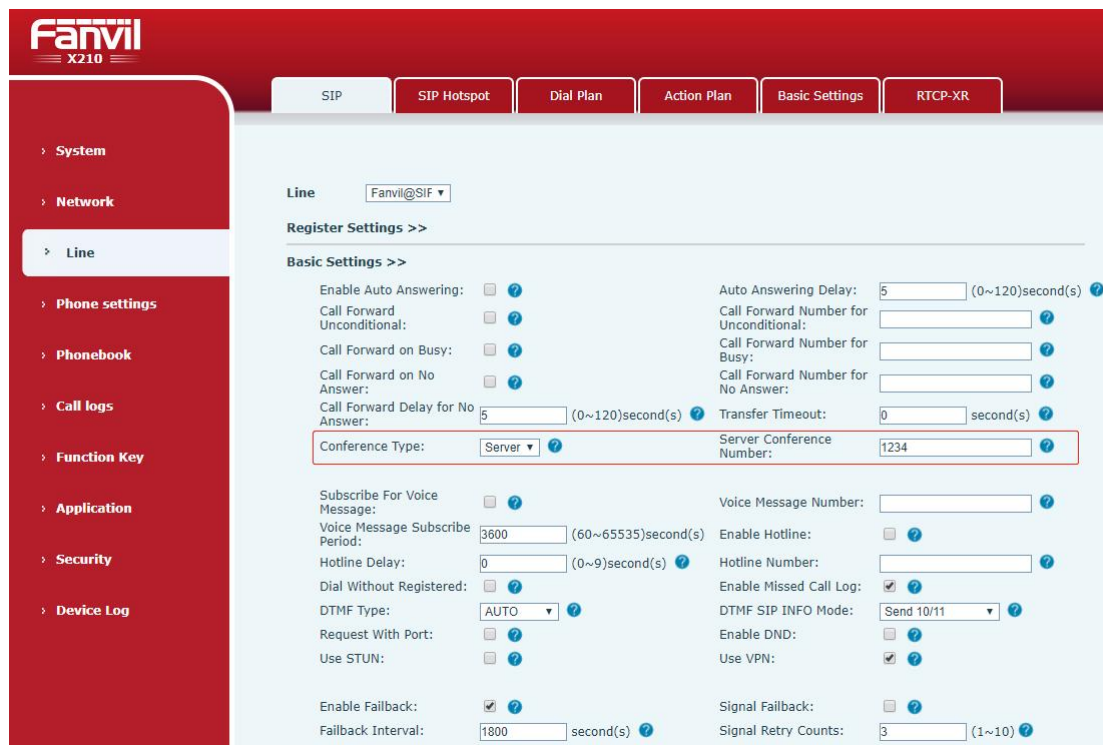 Fanvil
X210
SIP
SIP Hotspot
Dial Plan
Action Plan
Basic Settings
RTCP-XR
› System
› Network
› Line
› Phone settings
› Phonebook
› Call logs
› Function Key
› Application
› Security
› Device Log
Line Fanvil@SIF
Register Settings >>
Basic Settings >>
Enable Auto Answering: Auto Answering Delay: 5 (0~120)second(s)
Call Forward Unconditional: Call Forward Number for Unconditional:
Call Forward on Busy: Call Forward Number for Busy:
Call Forward on No Answer: Call Forward Number for No Answer:
Call Forward Delay for No Answer: 5 (0~120)second(s) Transfer Timeout: 0 second(s)
Conference Type: Server Server Conference Number: 1234
Subscribe For Voice Message: Voice Message Number:
Voice Message Subscribe Period: 3600 (60~65535)second(s) Enable Hotline:
Hotline Delay: 0 (0~9)second(s) Hotline Number:
Dial Without Registered: Enable Missed Call Log:
DTMF Type: AUTO DTMF SIP INFO Mode: Send 10/11
Request With Port: Enable DND:
Use STUN: Use VPN:
Enable Failback: Signal Failback:
Failback Interval: 1800 second(s) Signal Retry Counts: 3 (1~10)